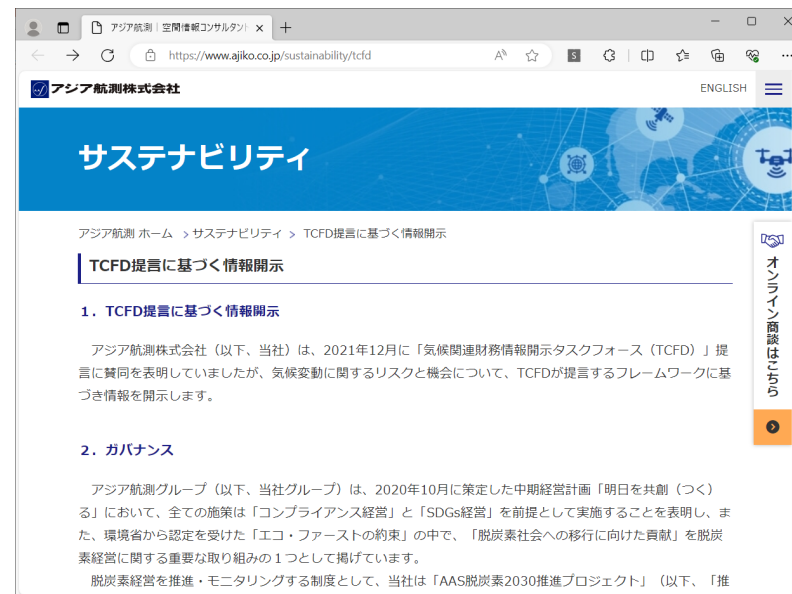 アジア航測｜空間情報コンサルタント
https://www.ajiko.co.jp/sustainability/tcfd
アジア航測株式会社
ENGLISH
サステナビリティ
アジア航測 ホーム > サステナビリティ > TCFD提言に基づく情報開示
TCFD提言に基づく情報開示
1．TCFD提言に基づく情報開示
アジア航測株式会社（以下、当社）は、2021年12月に「気候関連財務情報開示タスクフォース（TCFD）」提
言に賛同を表明していましたが、気候変動に関するリスクと機会について、TCFDが提言するフレームワークに基
づき情報を開示します。
2．ガバナンス
アジア航測グループ（以下、当社グループ）は、2020年10月に策定した中期経営計画「明日を共創（つく）
る」において、全ての施策は「コンプライアンス経営」と「SDGs経営」を前提として実施することを表明し、ま
た、環境省から認定を受けた「エコ・ファーストの約束」の中で、「脱炭素社会への移行に向けた貢献」を脱炭
素経営に関する重要な取り組みの１つとして掲げています。
脱炭素経営を推進・モニタリングする制度として、当社は「AAS脱炭素2030推進プロジェクト」（以下、「推
オンライン商談はこちら